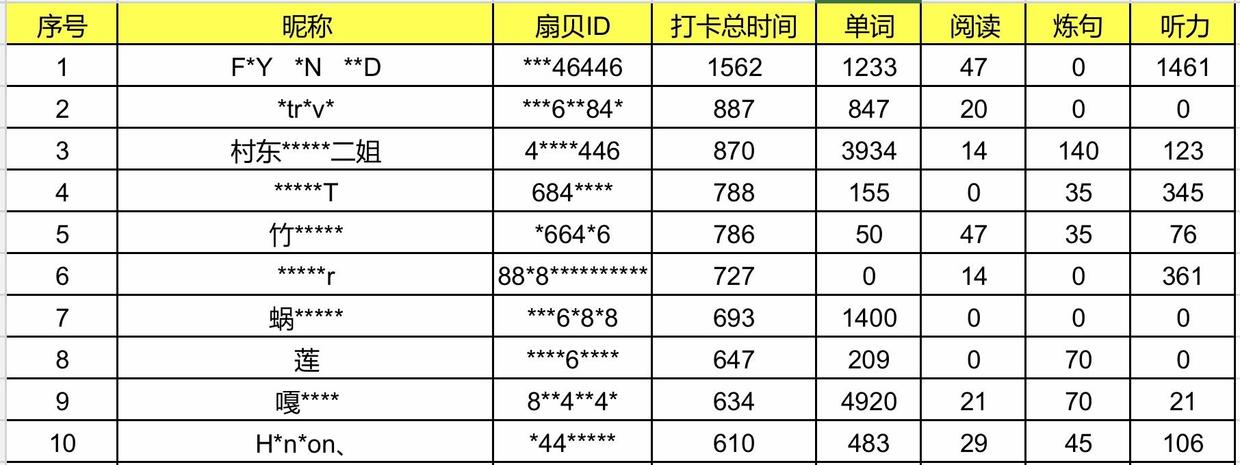 序号 昵称 扇贝ID 打卡总时间 单词 阅读 炼句 听力
1 F*Y *N **D ***46446 1562 1233 47 0 1461
2 *tr*v* ***6**84* 887 847 20 0 0
3 村东*****二姐 4****446 870 3934 14 140 123
4 *****T 684**** 788 155 0 35 345
5 竹***** *664*6 786 50 47 35 76
6 *****r 88*8********** 727 0 14 0 361
7 蜗***** ***6*8*8 693 1400 0 0 0
8 莲 ****6**** 647 209 0 70 0
9 嘎**** 8**4**4* 634 4920 21 70 21
10 H*n*on、 *44***** 610 483 29 45 106